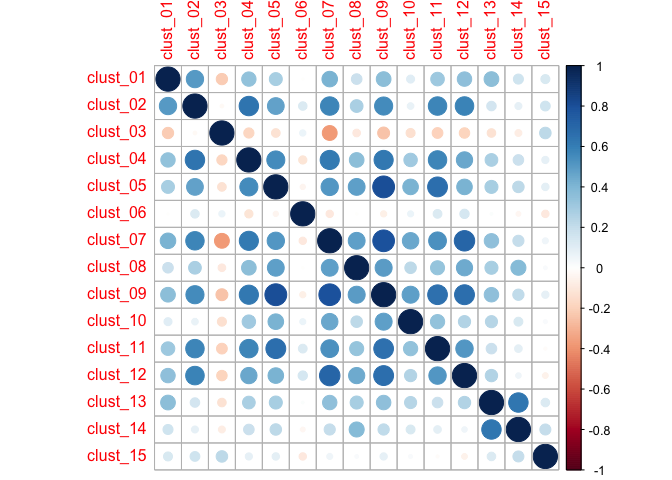 clust_01
clust_02
clust_03
clust_04
clust_05
clust_06
clust_07
clust_08
clust_09
clust_10
clust_11
clust_12
clust_13
clust_14
clust_15
clust_01
clust_02
clust_03
clust_04
clust_05
clust_06
clust_07
clust_08
clust_09
clust_10
clust_11
clust_12
clust_13
clust_14
clust_15
1
0.8
0.6
0.4
0.2
0
-0.2
-0.4
-0.6
-0.8
-1